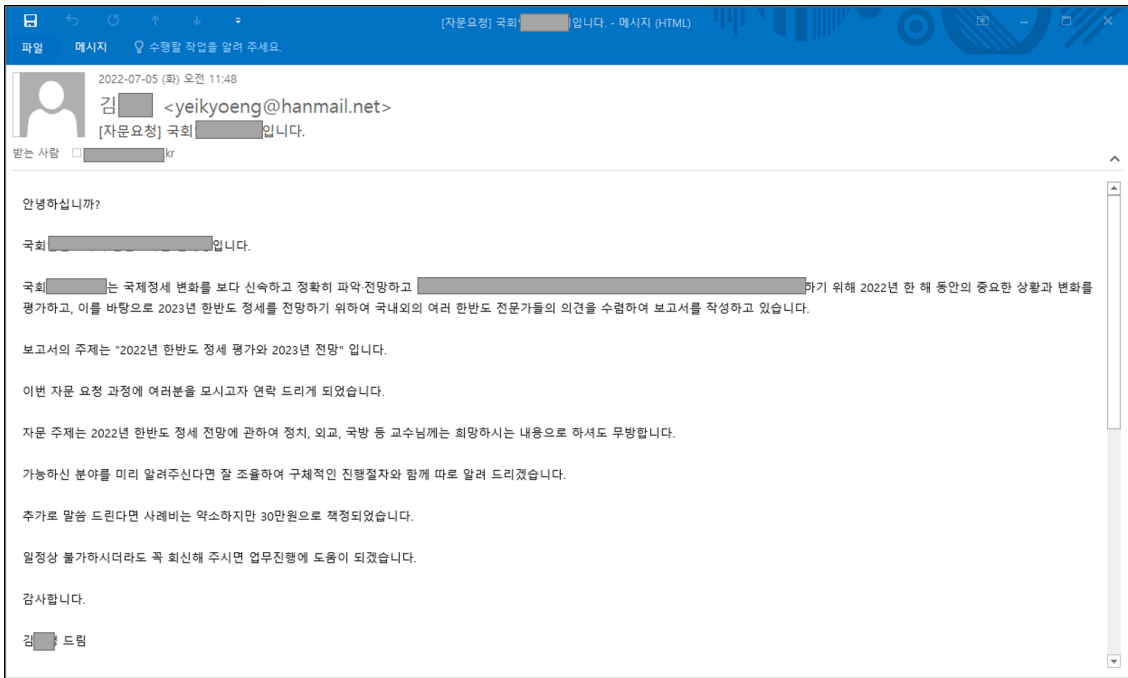 [자문요청] 국회 입니다. - 메시지 (HTML)
파일 메시지 수행할 작업을 알려 주세요.
2022-07-05 (화) 오전 11:48
김 <yeikyoeng@hanmail.net>
[자문요청] 국회 입니다.
받는 사람 kr
안녕하십니까?
국회 입니다.
국회 는 국제정세 변화를 보다 신속하고 정확히 파악·전망하고 하기 위해 2022년 한 해 동안의 중요한 상황과 변화를
평가하고, 이를 바탕으로 2023년 한반도 정세를 전망하기 위하여 국내외의 여러 한반도 전문가들의 의견을 수렴하여 보고서를 작성하고 있습니다.
보고서의 주제는 "2022년 한반도 정세 평가와 2023년 전망" 입니다.
이번 자문 요청 과정에 여러분을 모시고자 연락 드리게 되었습니다.
자문 주제는 2022년 한반도 정세 전망에 관하여 정치, 외교, 국방 등 교수님께는 희망하시는 내용으로 하셔도 무방합니다.
가능하신 분야를 미리 알려주신다면 잘 조율하여 구체적인 진행절차와 함께 따로 알려 드리겠습니다.
추가로 말씀 드린다면 사례비는 약소하지만 30만원으로 책정되었습니다.
일정상 불가하시더라도 꼭 회신해 주시면 업무진행에 도움이 되겠습니다.
감사합니다.
김 드림